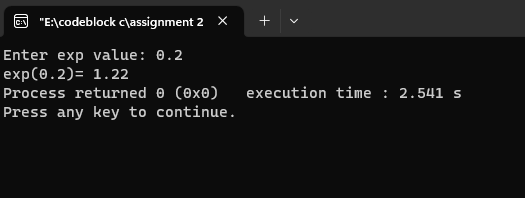 "E:\codeblock c\assignment 2
Enter exp value: 0.2
exp(0.2)= 1.22
Process returned 0 (0x0)   execution time : 2.541 s
Press any key to continue.